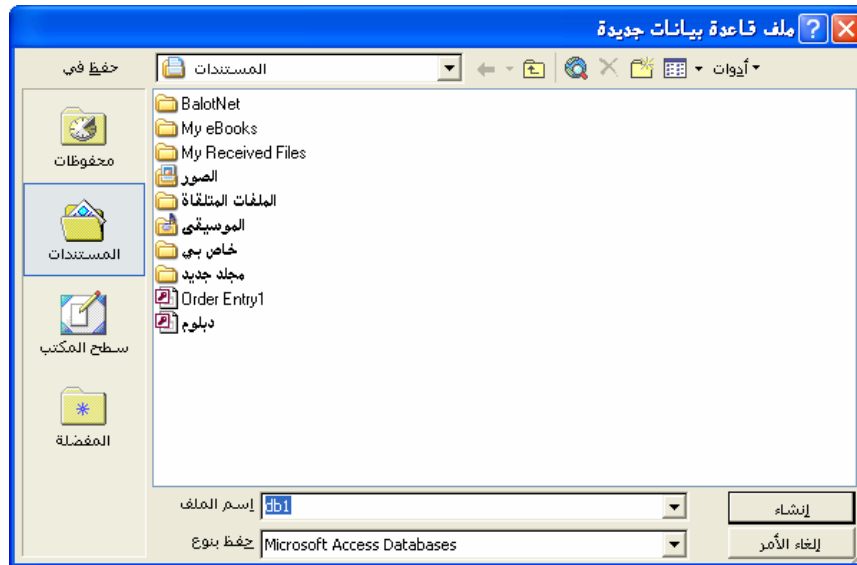 ملف قاعدة بيانات جديدة
حفظ في
المستندات
أدوات
محفوظات
المستندات
سطح المكتب
المفضلة
BalotNet
My eBooks
My Received Files
الصور
الملفات المتلقاة
الموسيقى
خاص بي
مجلد جديد
Order Entry1
دبلوم
إسم الملف
db1
إنشاء
حفظ بنوع
Microsoft Access Databases
إلغاء الأمر